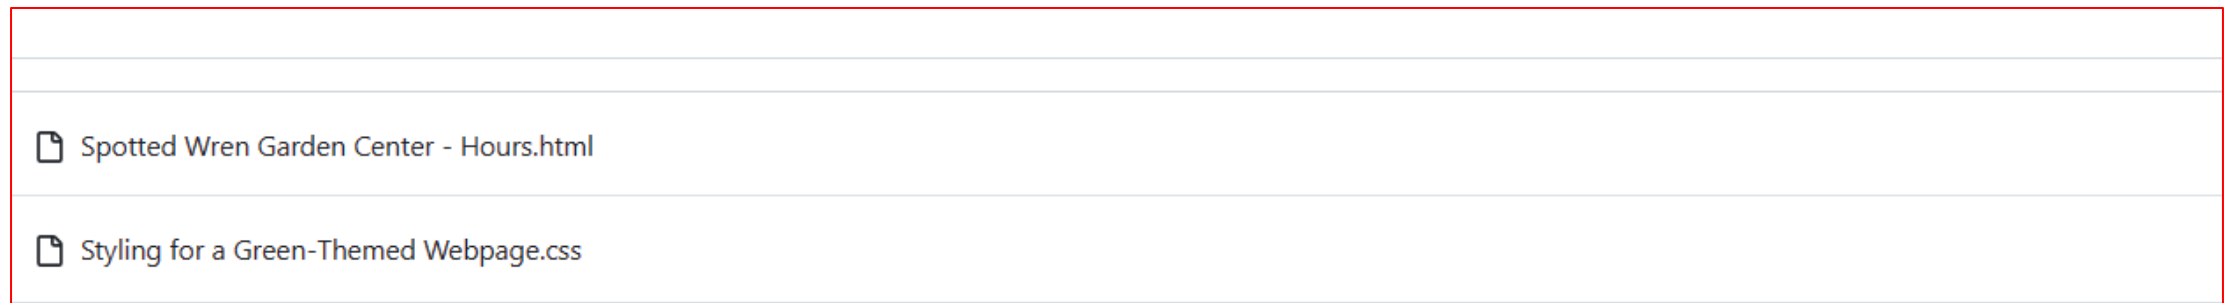 Spotted Wren Garden Center - Hours.html
Styling for a Green-Themed Webpage.css